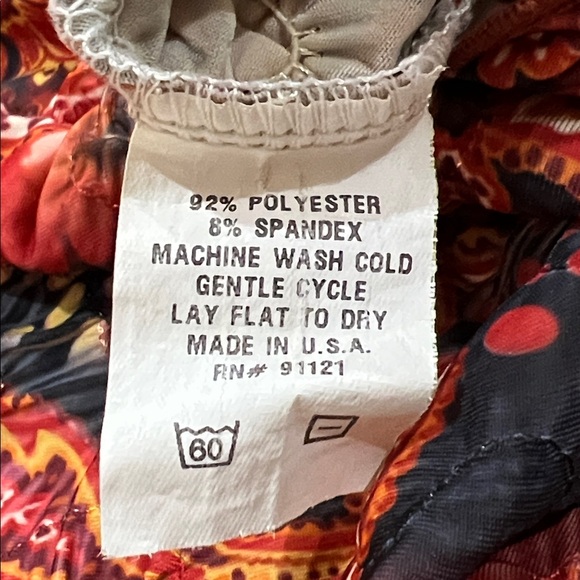 92% POLYESTER
8% SPANDEX
MACHINE WASH COLD
GENTLE CYCLE
LAY FLAT TO DRY
MADE IN U.S.A.
RN# 91121
60